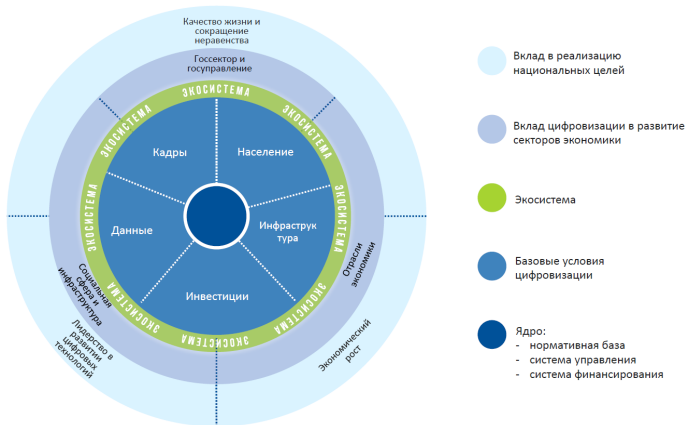 Качество жизни и
сокращение
неравенства
Госсектор и
госуправление
ЭКОСИСТЕМА
ЭКОСИСТЕМА
ЭКОСИСТЕМА
ЭКОСИСТЕМА
ЭКОСИСТЕМА
ЭКОСИСТЕМА
ЭКОСИСТЕМА
ЭКОСИСТЕМА
Кадры
Население
Данные
Инфраструк
тура
Инвестиции
Социальная
сфера и
инфраструктура
Отрасли
экономики
Лидерство в
развитии
цифровых
технологий
Экономический
рост
Вклад в реализацию
национальных целей
Вклад цифровизации в развитие
секторов экономики
Экосистема
Базовые условия
цифровизации
Ядро:
- нормативная база
- система управления
- система финансирования